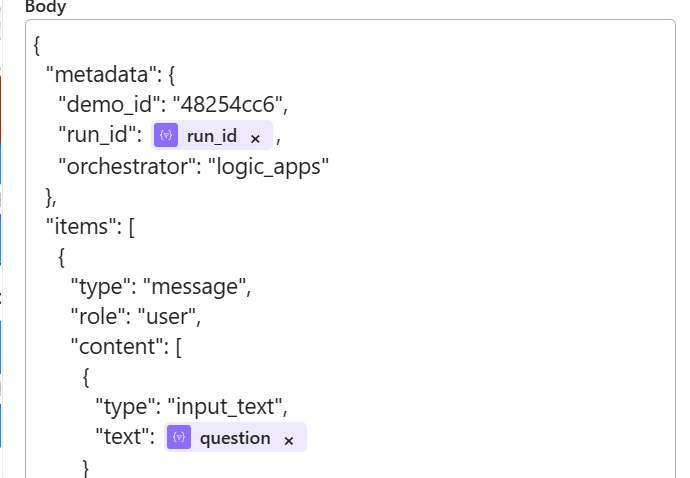 Body
{
"metadata": {
"demo_id": "48254cc6",
"run_id": {v} run_id × ,
"orchestrator": "logic_apps"
},
"items": [
{
"type": "message",
"role": "user",
"content": [
{
"type": "input_text",
"text": {v} question ×
}